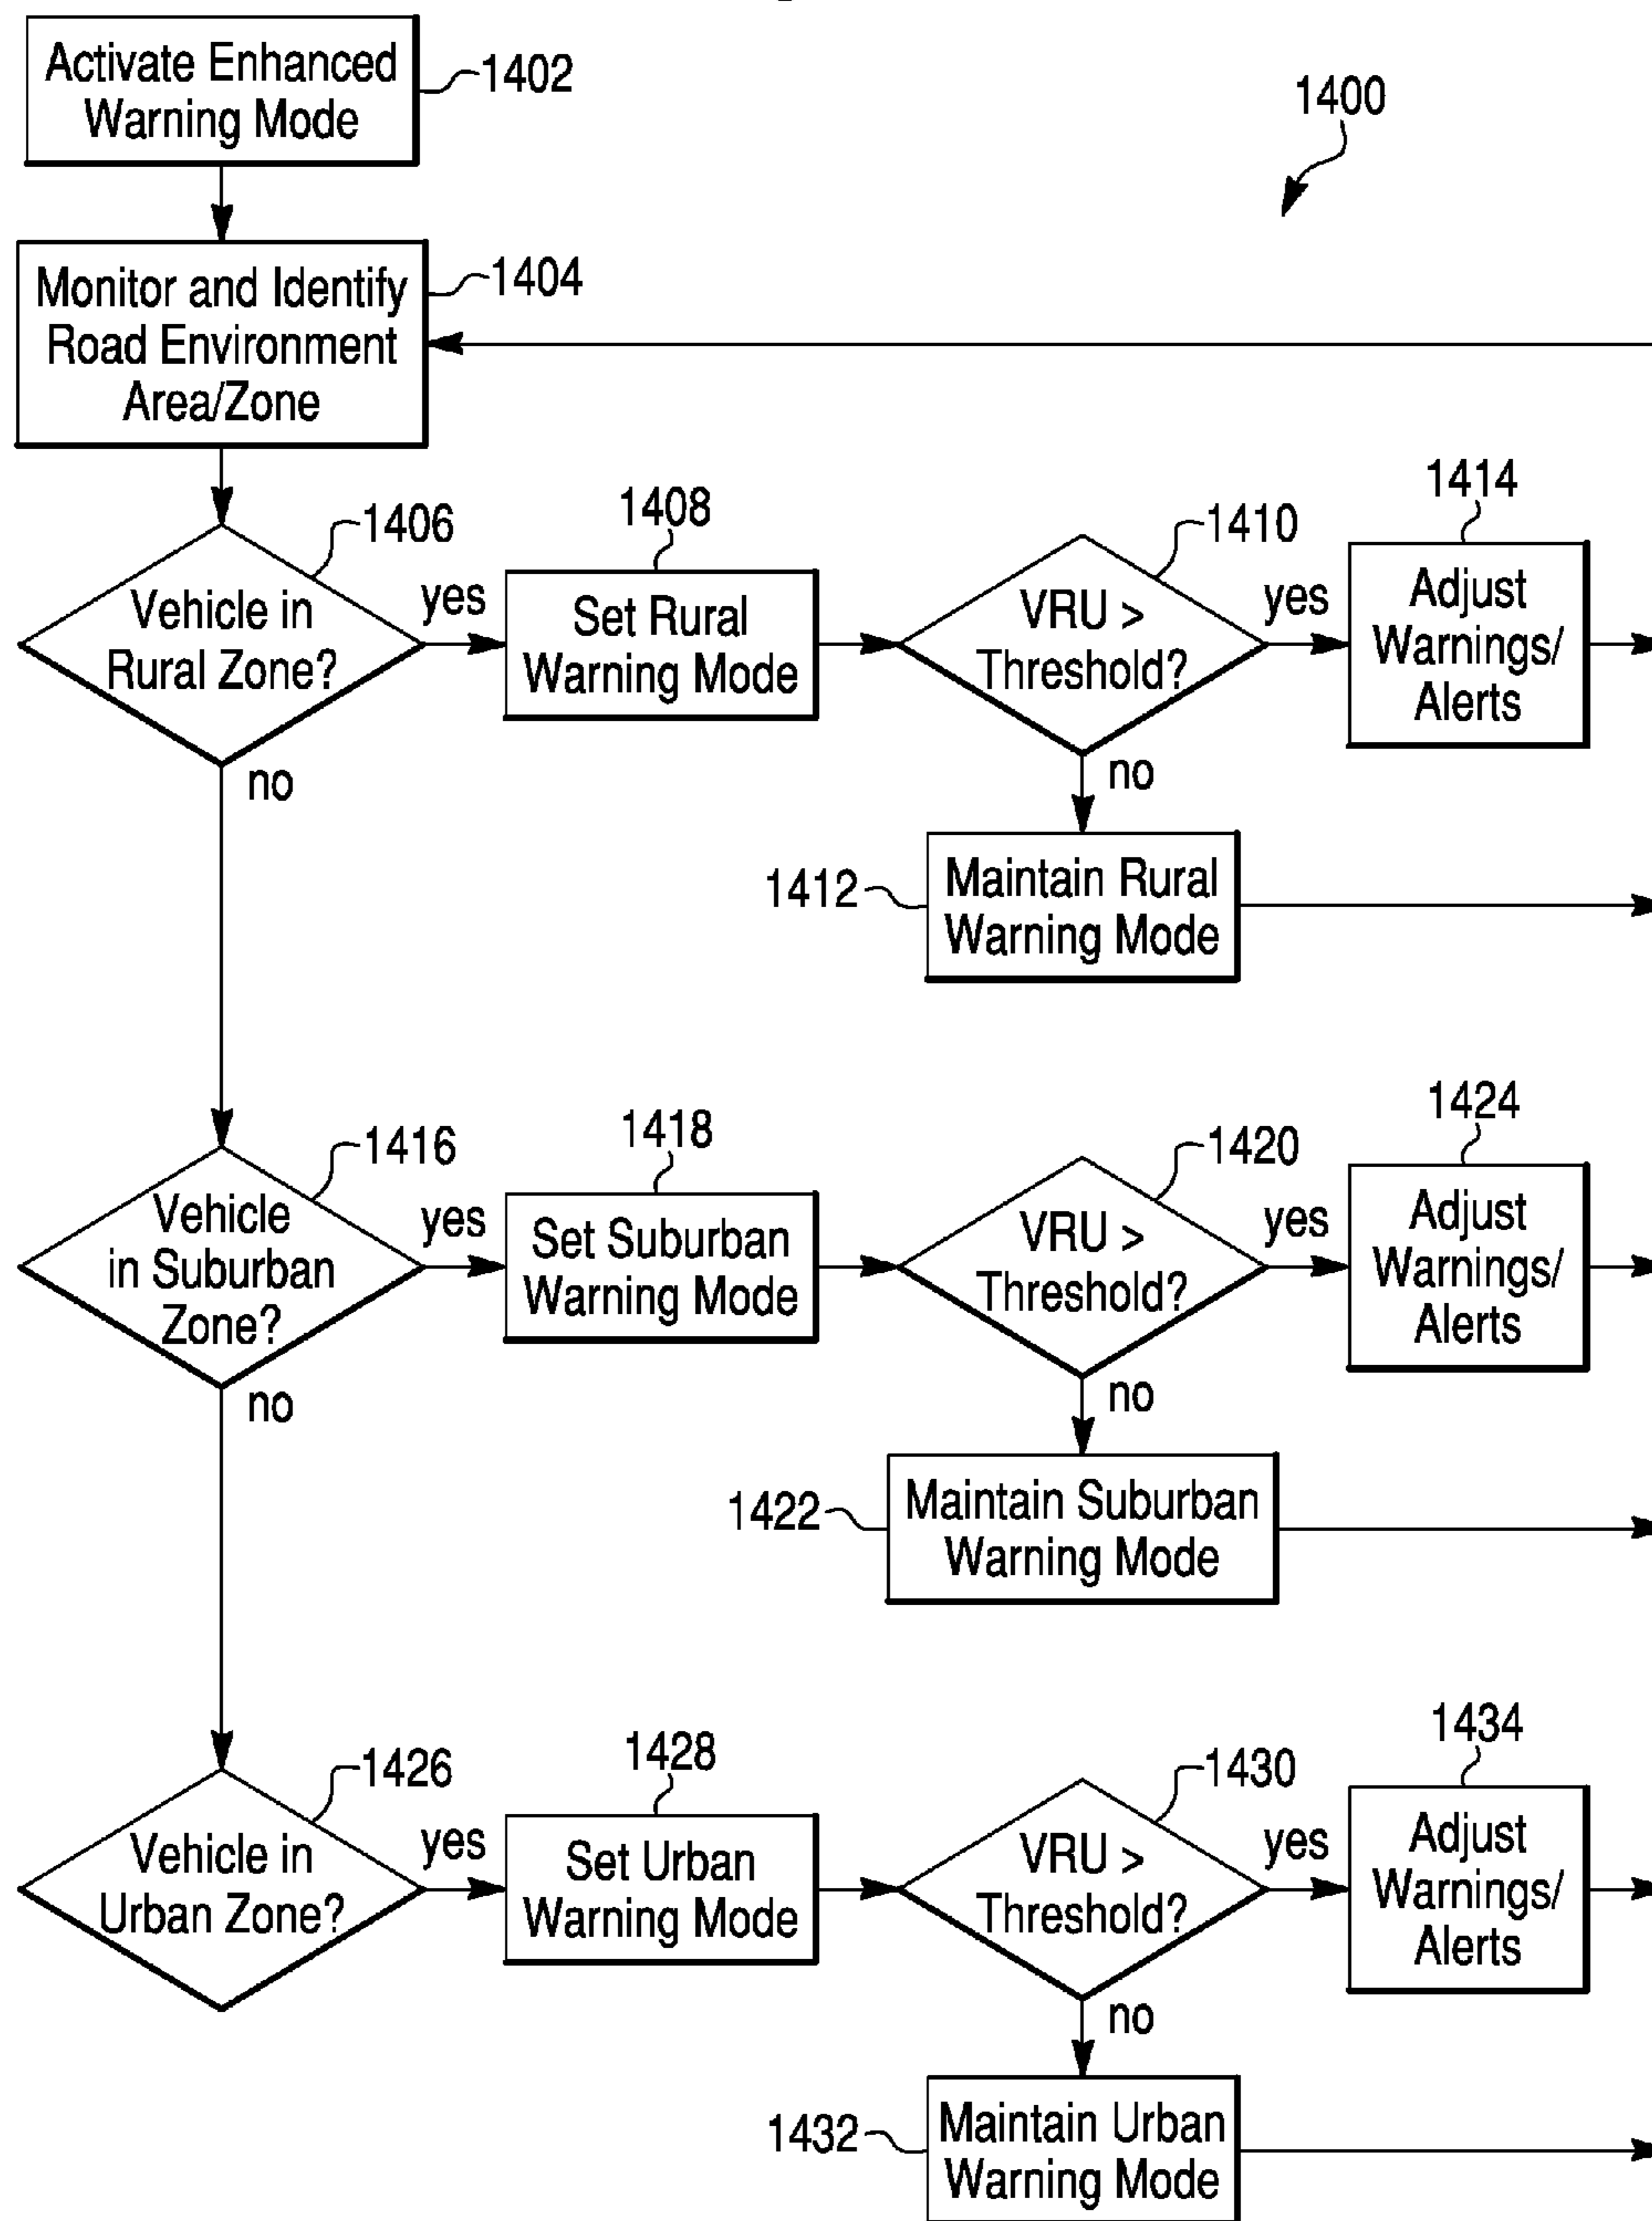 Activate Enhanced
Warning Mode
1402
1400
Monitor and Identify
Road Environment
Area/Zone
1404
1406
Vehicle in
Rural Zone?
yes
no
1408
Set Rural
Warning Mode
1410
VRU >
Threshold?
yes
no
1414
Adjust
Warnings/
Alerts
1412
Maintain Rural
Warning Mode
1416
Vehicle
in Suburban
Zone?
yes
no
1418
Set Suburban
Warning Mode
1420
VRU >
Threshold?
yes
no
1424
Adjust
Warnings/
Alerts
1422
Maintain Suburban
Warning Mode
1426
Vehicle in
Urban Zone?
yes
1428
Set Urban
Warning Mode
1430
VRU >
Threshold?
yes
no
1434
Adjust
Warnings/
Alerts
1432
Maintain Urban
Warning Mode